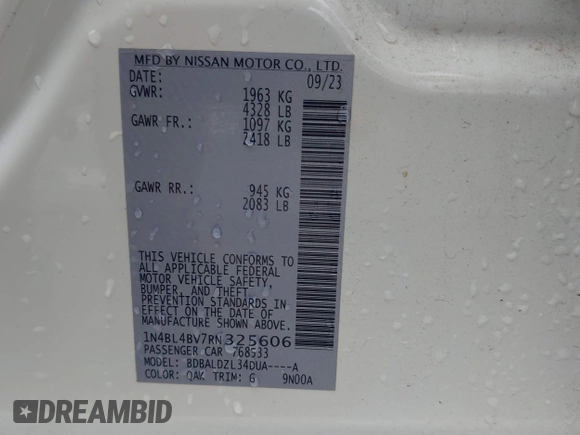 MFD BY NISSAN MOTOR CO., LTD.
DATE: 09/23
GVWR: 1963 KG
4328 LB
GAWR FR.: 1097 KG
2418 LB
GAWR RR.: 945 KG
2083 LB
THIS VEHICLE CONFORMS TO
ALL APPLICABLE FEDERAL
MOTOR VEHICLE SAFETY,
BUMPER, AND THEFT
PREVENTION STANDARDS IN
EFFECT ON THE DATE OF
MANUFACTURE SHOWN ABOVE.
1N4BL4BV7RN325606
PASSENGER CAR 768533
MODEL: BDBALDZL34DUA----A
COLOR: QAK TRIM: G 9N00A
DREAMBID